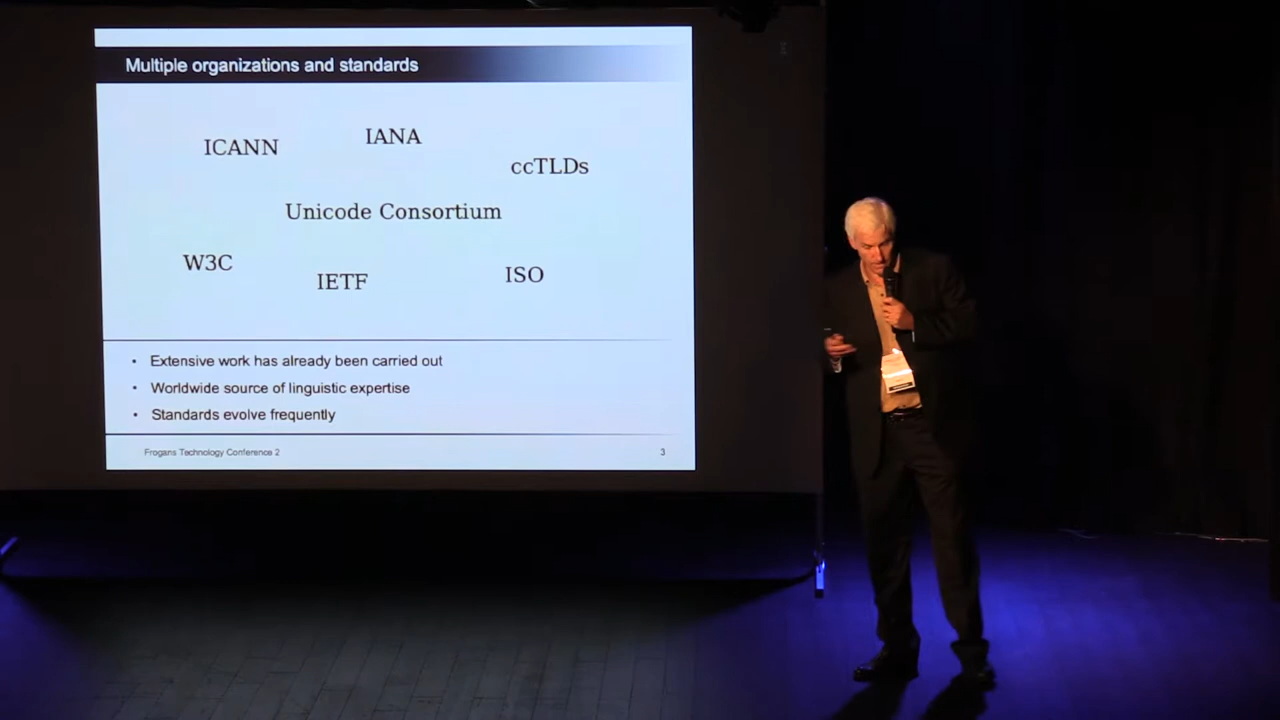 Multiple organizations and standards
ICANN
IANA
ccTLDs
Unicode Consortium
W3C
IETF
ISO
• Extensive work has already been carried out
• Worldwide source of linguistic expertise
• Standards evolve frequently
Frogans Technology Conference 2
3